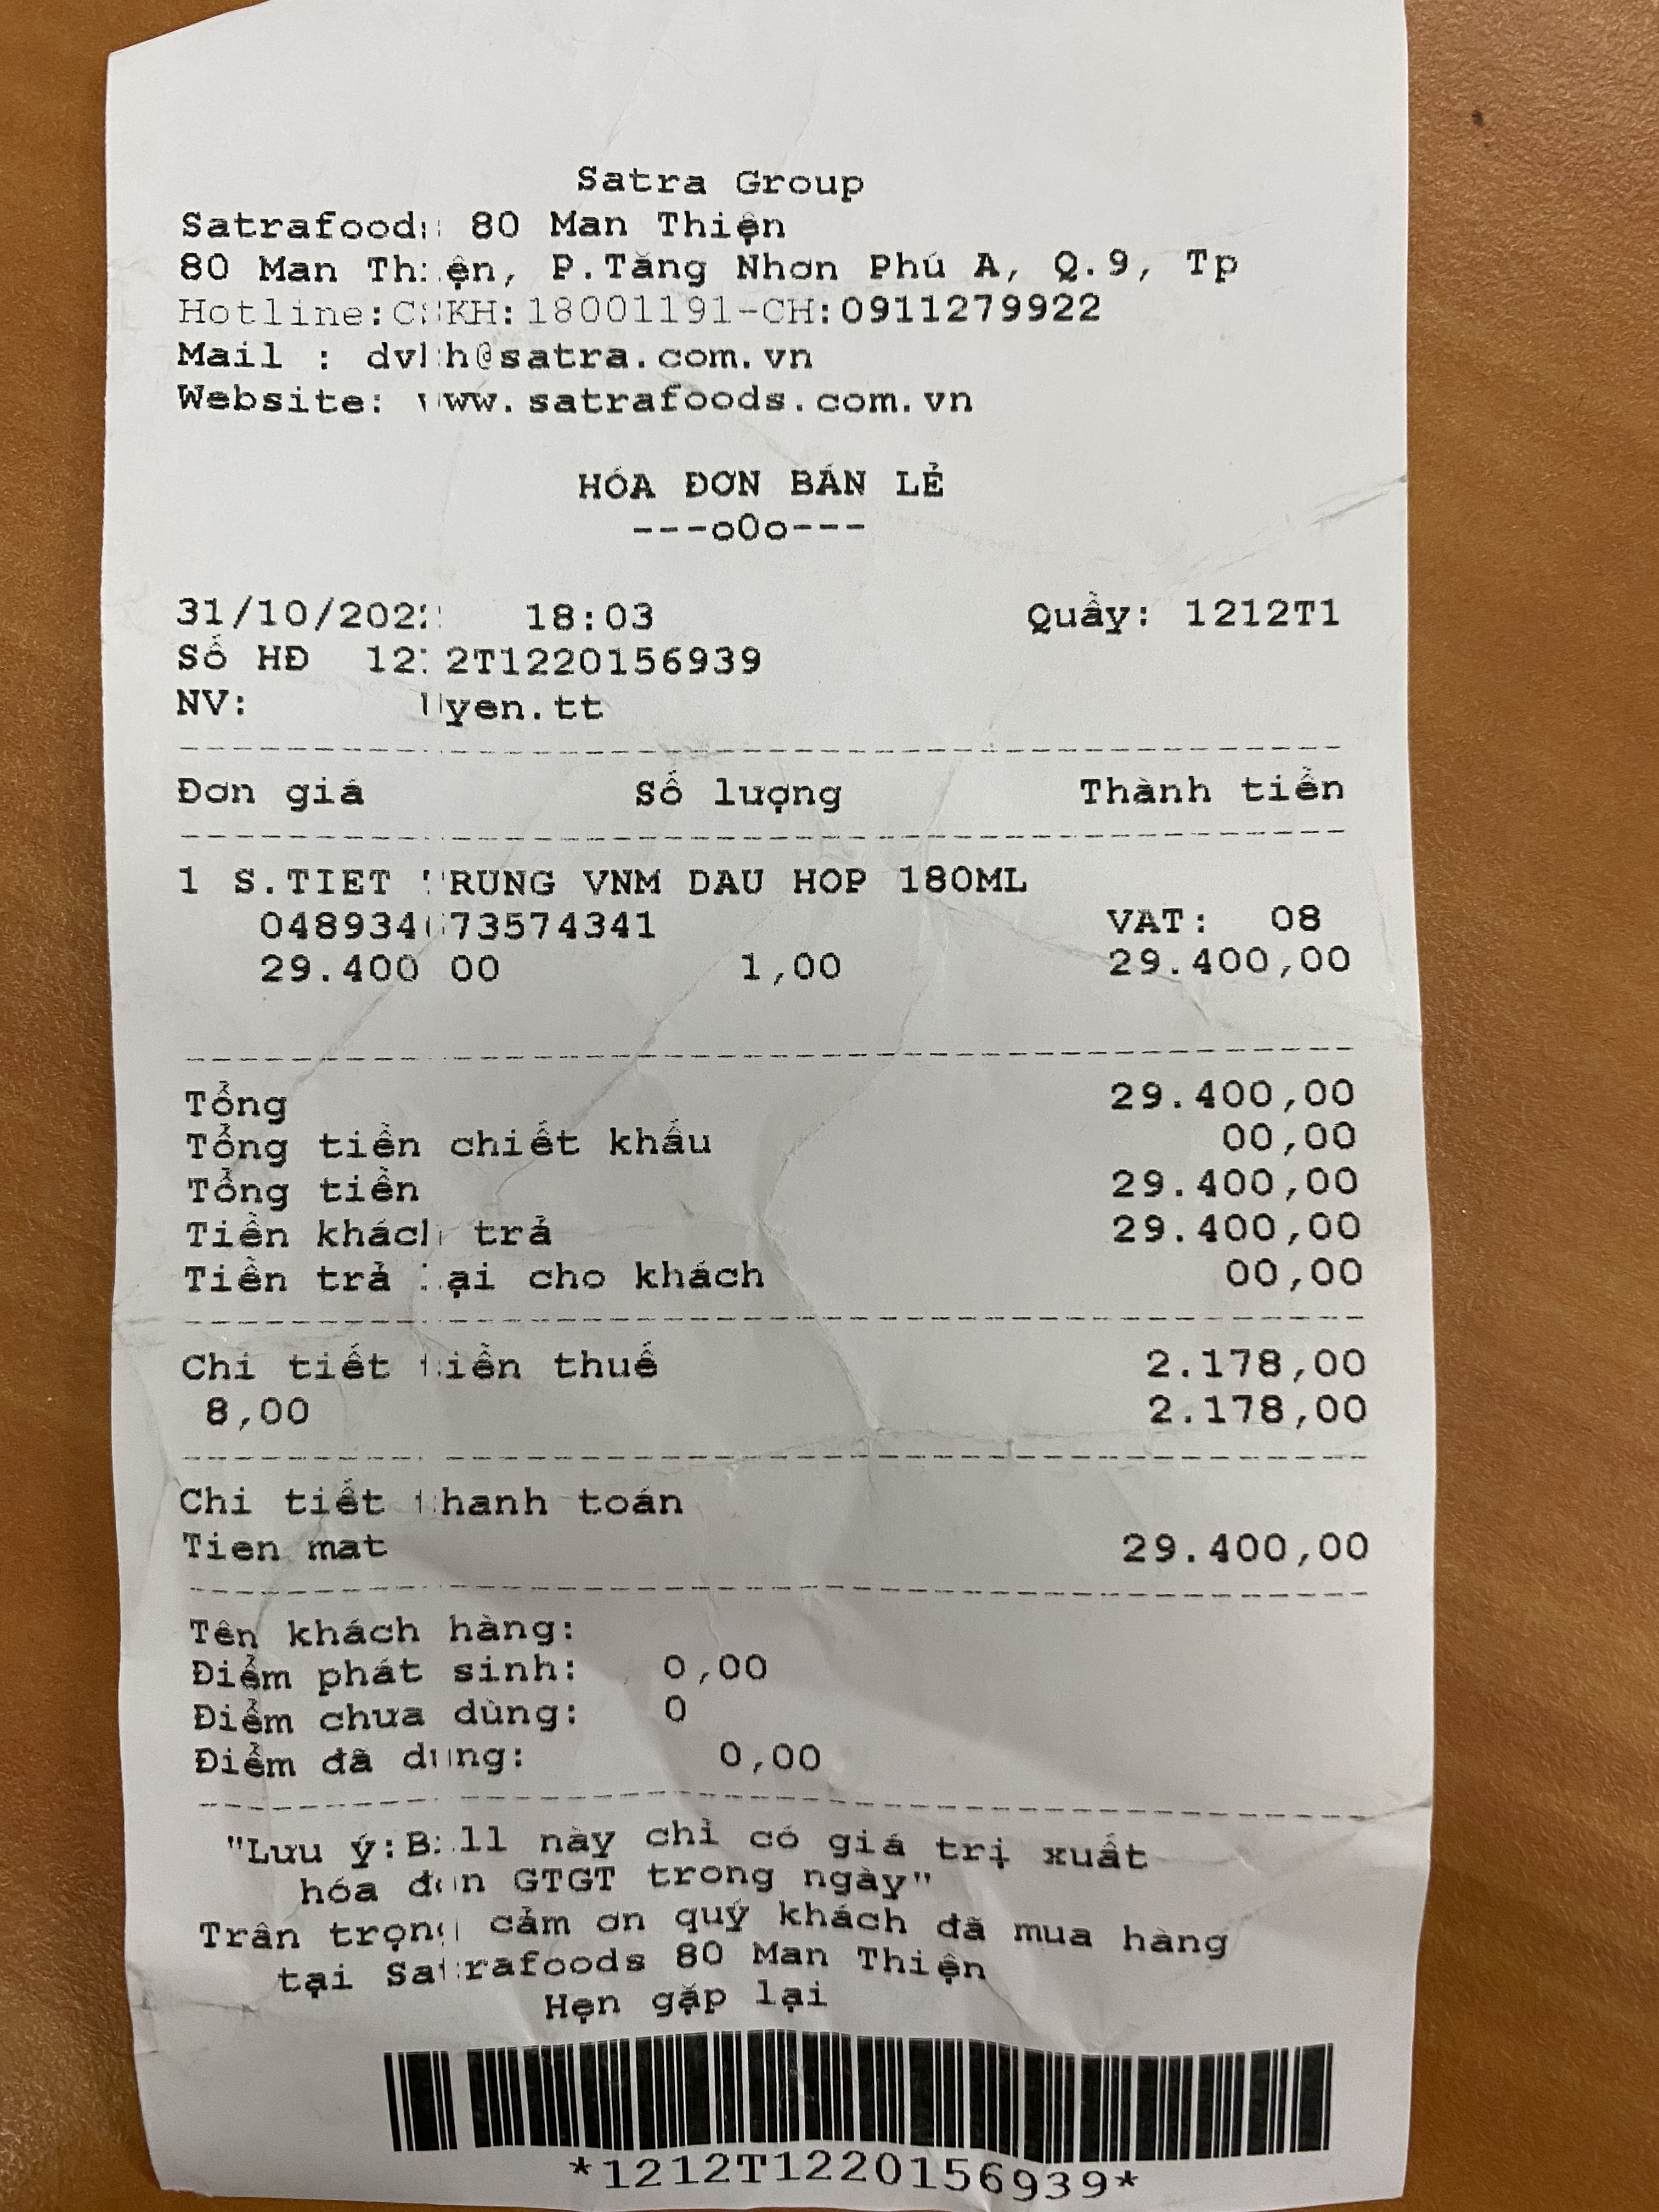 Satra Group
Satrafoods 80 Man Thiện
80 Man Thiện, P.Tăng Nhơn Phú A, Q.9, Tp
Hotline:CSKH:18001191-CH:0911279922
Mail : dvkh@satra.com.vn
Website: www.satrafoods.com.vn
HÓA ĐƠN BÁN LẺ
---o0o---
31/10/2022 18:03 Quầy: 1212T1
Số HĐ 1212T1220156939
NV: uyen.tt
Đơn giá Số lượng Thành tiền
1 S.TIET TRUNG VNM DAU HOP 180ML
048934673574341 VAT: 08
29.400 00 1,00 29.400,00
Tổng 29.400,00
Tổng tiền chiết khấu 00,00
Tổng tiền 29.400,00
Tiền khách trả 29.400,00
Tiền trả lại cho khách 00,00
Chi tiết tiền thuế 2.178,00
8,00 2.178,00
Chi tiết thanh toán
Tien mat 29.400,00
Tên khách hàng:
Điểm phát sinh: 0,00
Điểm chưa dùng: 0
Điểm đã dùng: 0,00
"Lưu ý:Bill này chỉ có giá trị xuất
hóa đơn GTGT trong ngày"
Trân trọng cảm ơn quý khách đã mua hàng
tại Satrafoods 80 Man Thiện
Hẹn gặp lại
*1212T1220156939*